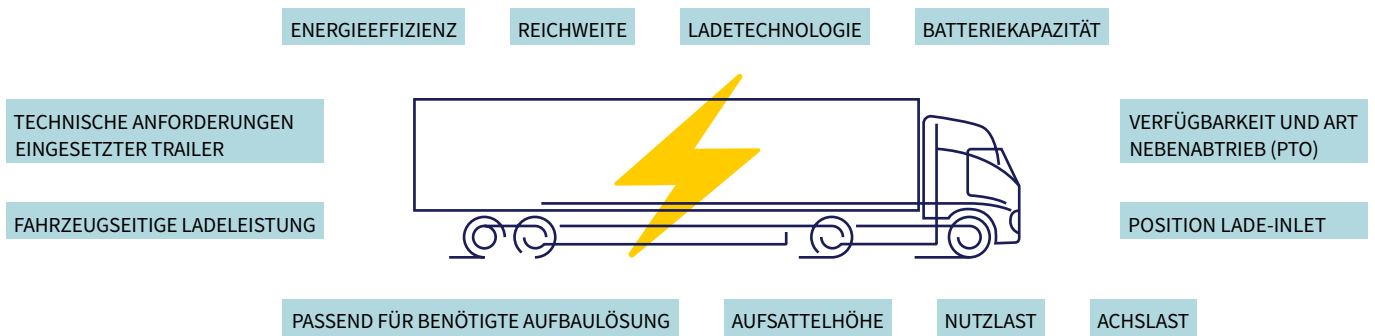 ENERGIEEFFIZIENZ
REICHWEITE
LADETECHNOLOGIE
BATTERIEKAPAZITÄT
TECHNISCHE ANFORDERUNGEN
EINGESETZTER TRAILER
VERFÜGBARKEIT UND ART
NEBENABTRIEB (PTO)
FAHRZEUGSEITIGE LADELEISTUNG
POSITION LADE-INLET
PASSEND FÜR BENÖTIGTE AUFBAULÖSUNG
AUFSATTELHÖHE
NUTZLAST
ACHSLAST